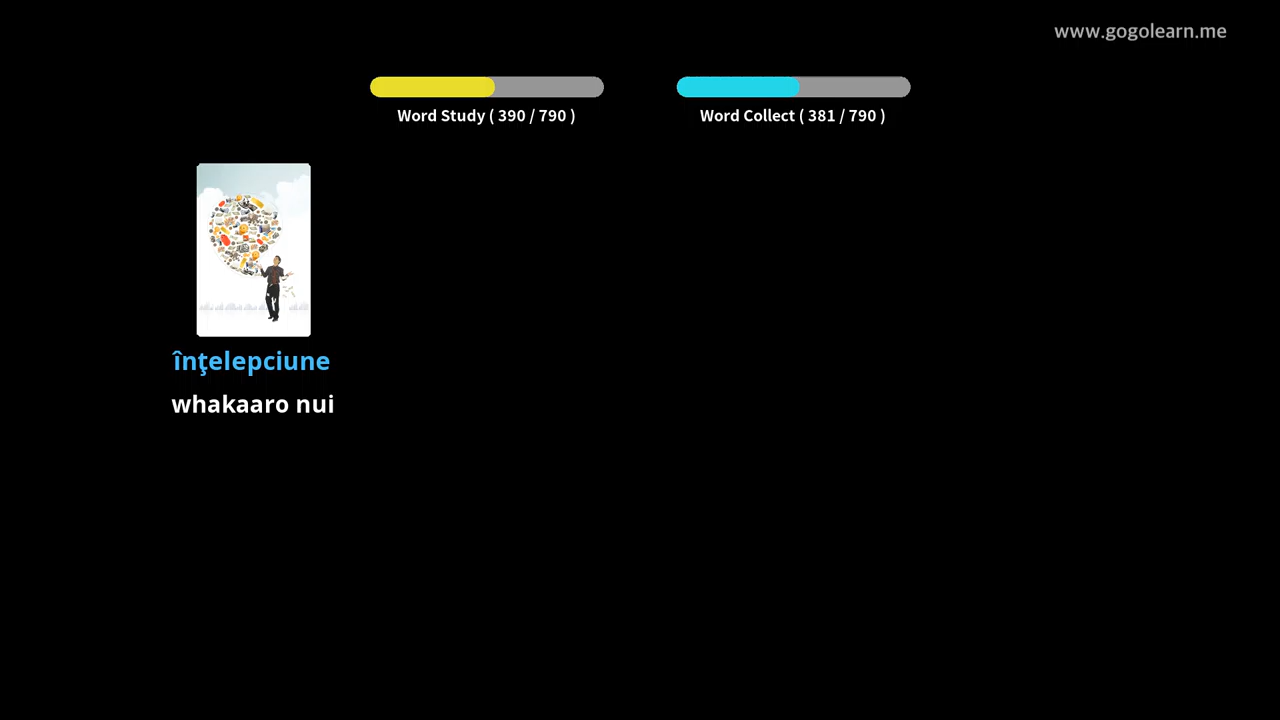 www.gogolearn.me
Word Study ( 390 / 790 )
Word Collect ( 381 / 790 )
înţelepciune
whakaaro nui